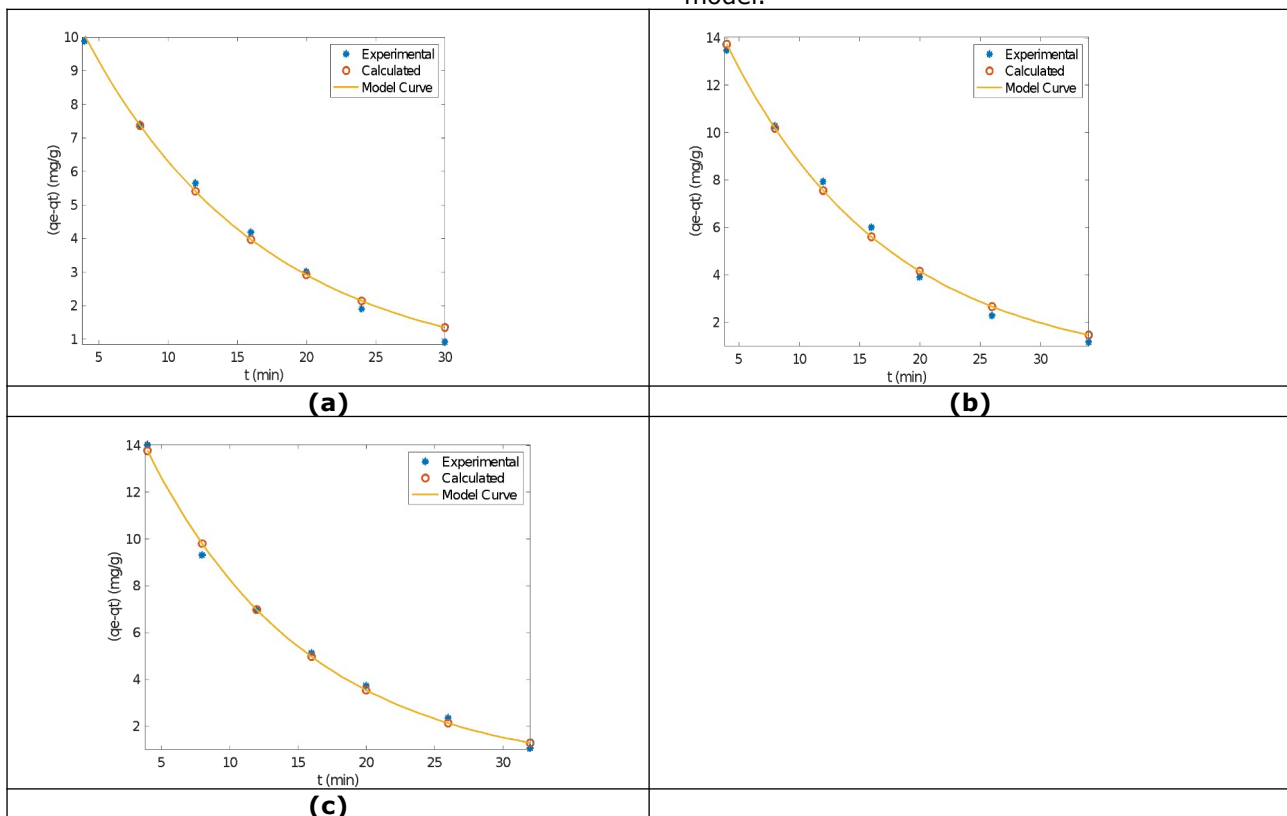 model.
10
9
8
7
6
5
4
3
2
1
(qe-qt) (mg/g)
5 10 15 20 25 30
t (min)
Experimental
Calculated
Model Curve
14
12
10
8
6
4
2
(qe-qt) (mg/g)
5 10 15 20 25 30
t (min)
Experimental
Calculated
Model Curve
(a)
(b)
14
12
10
8
6
4
2
(qe-qt) (mg/g)
5 10 15 20 25 30
t (min)
Experimental
Calculated
Model Curve
(c)